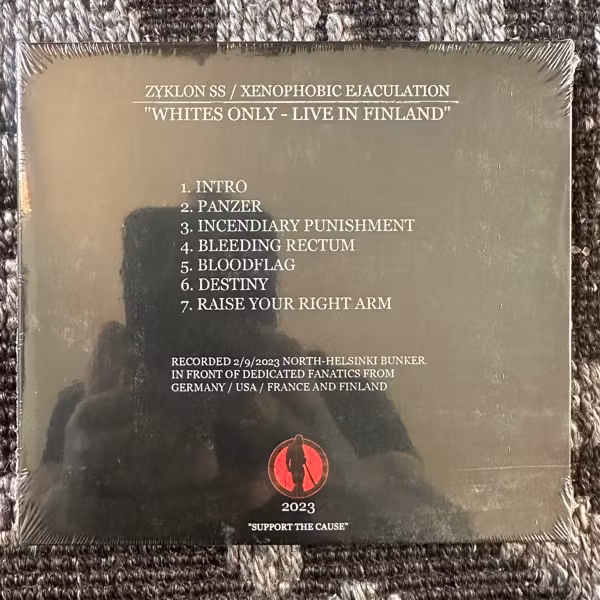 ZYKLON SS / XENOPHOBIC EJACULATION
"WHITES ONLY - LIVE IN FINLAND"
1. INTRO
2. PANZER
3. INCENDIARY PUNISHMENT
4. BLEEDING RECTUM
5. BLOODFLAG
6. DESTINY
7. RAISE YOUR RIGHT ARM
RECORDED 2/9/2023 NORTH-HELSINKI BUNKER
IN FRONT OF DEDICATED FANATICS FROM
GERMANY / USA / FRANCE AND FINLAND
2023
"SUPPORT THE CAUSE"